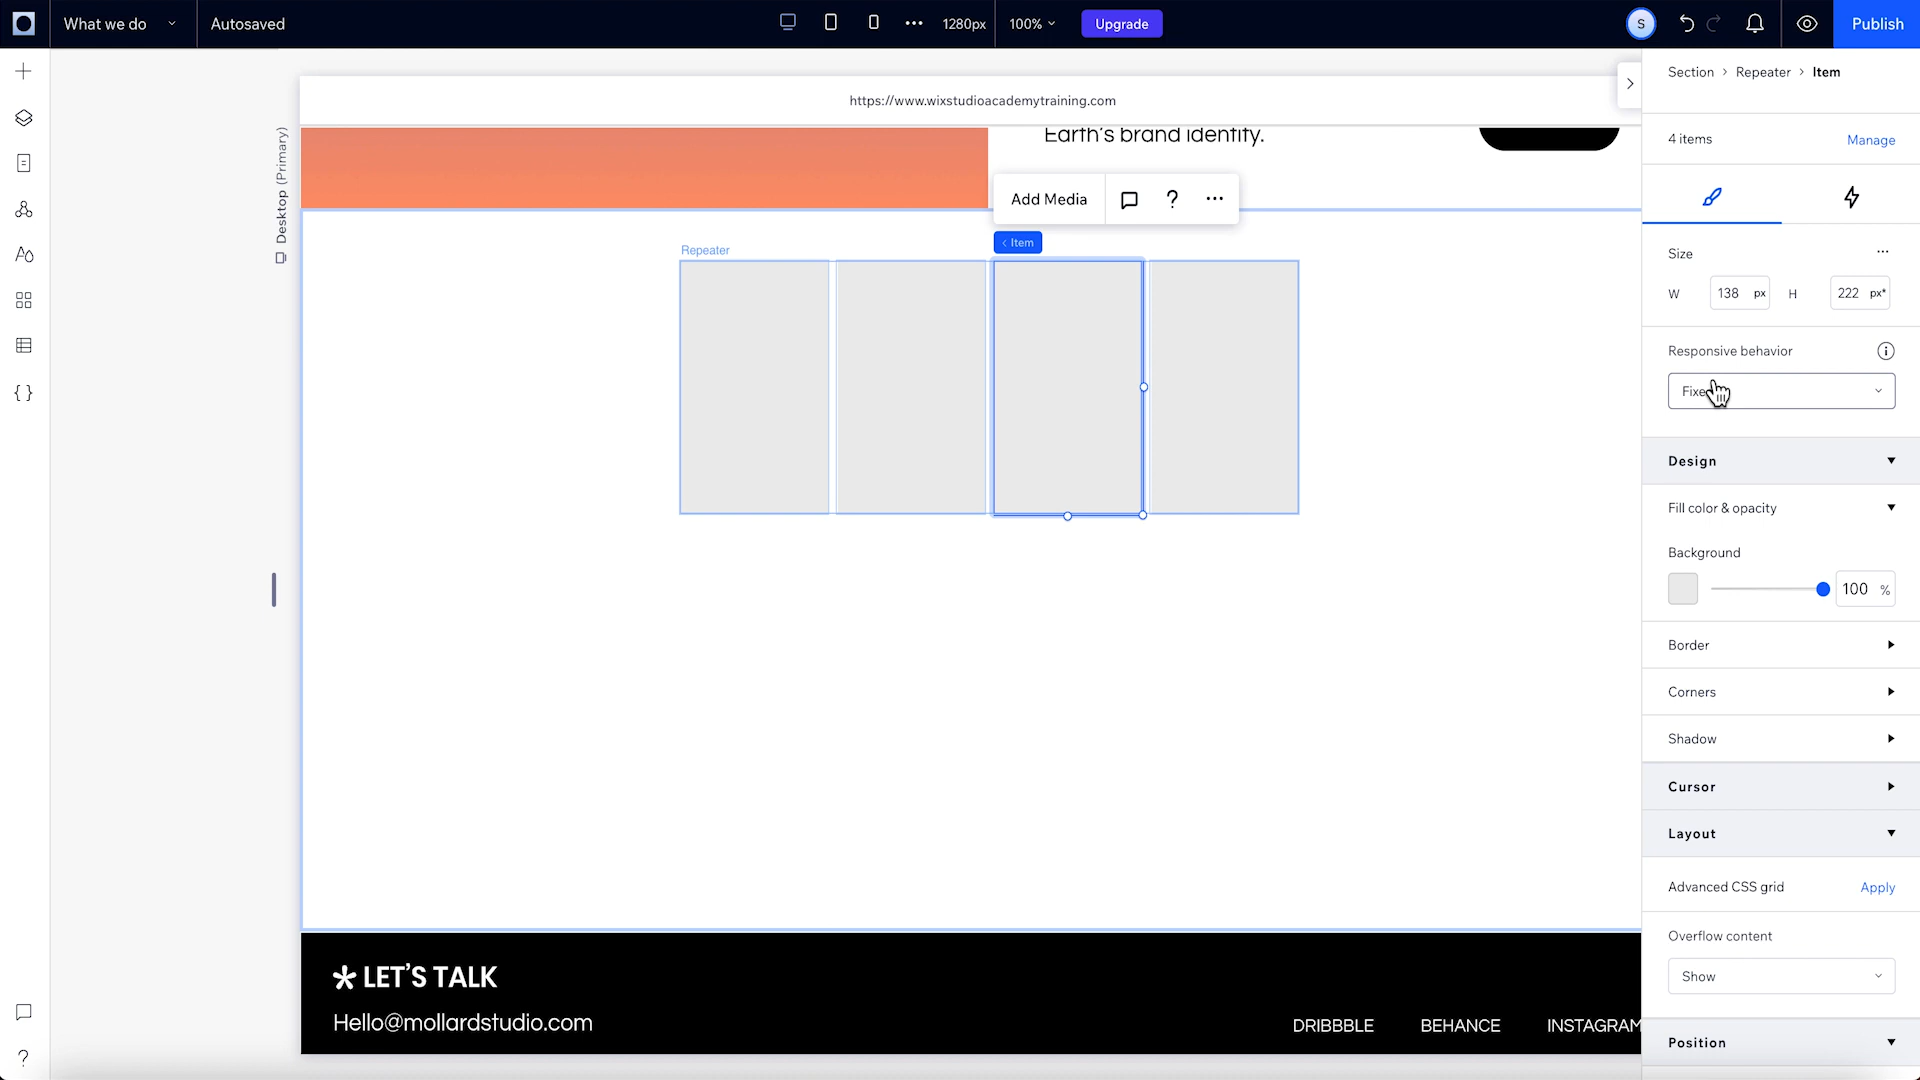 What we do
Autosaved
1280px
100%
Upgrade
S
Publish
https://www.wixstudioacademytraining.com
Section > Repeater > Item
4 items
Manage
Desktop (Primary)
Earth's brand identity.
Add Media
?
Repeater
< Item
Size
W 138 px H 222 px*
Responsive behavior
Fixe
Design
Fill color & opacity
Background
100 %
Border
Corners
Shadow
Cursor
Layout
Advanced CSS grid
Apply
Overflow content
Show
Position
LET'S TALK
Hello@mollardstudio.com
DRIBBBLE BEHANCE INSTAGRAM
?